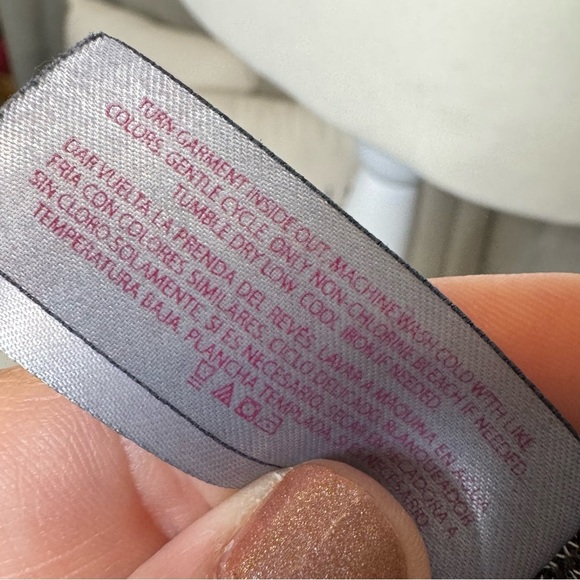 TURN GARMENT INSIDE OUT. MACHINE WASH COLD WITH LIKE
COLORS. GENTLE CYCLE. ONLY NON-CHLORINE BLEACH IF NEEDED.
TUMBLE DRY LOW. COOL IRON IF NEEDED.
DAR VUELTA LA PRENDA DEL REVÉS. LAVAR A MÁQUINA EN AGUA
FRIA CON COLORES SIMILARES. CICLO DELICADO. BLANQUEADOR
SIN CLORO SOLAMENTE, SI ES NECESARIO. SECAR EN SECADORA A
TEMPERATURA BAJA. PLANCHA TEMPLADA, SI ES NECESARIO.